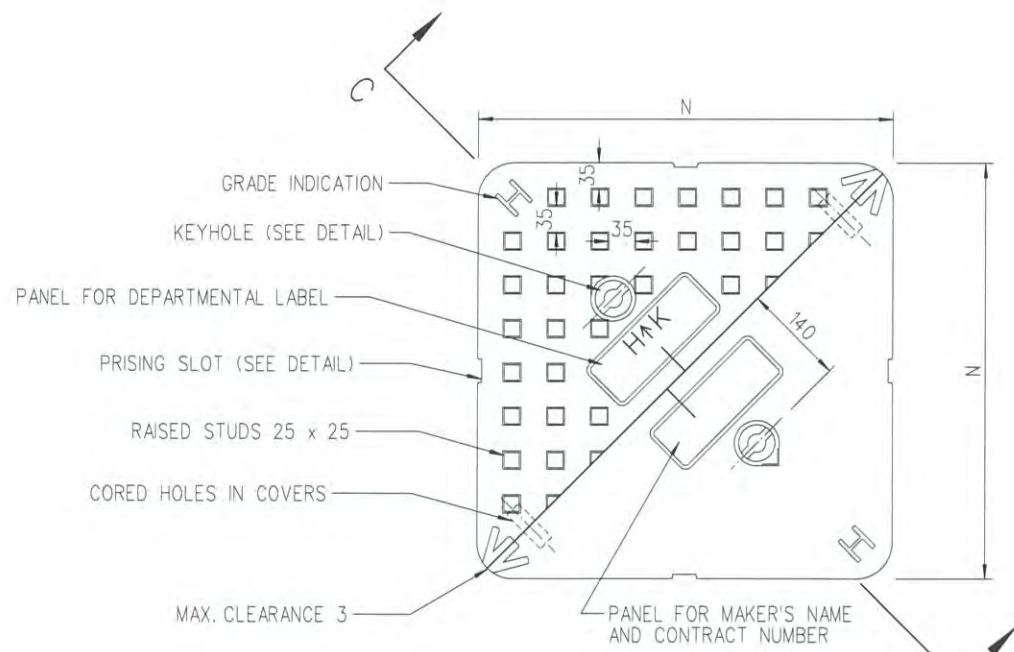 C
N
GRADE INDICATION
H
35
W
KEYHOLE (SEE DETAIL)
35
35
PANEL FOR DEPARTMENTAL LABEL
H↑K
140
N
PRISING SLOT (SEE DETAIL)
RAISED STUDS 25 x 25
CORED HOLES IN COVERS
W
H
MAX. CLEARANCE 3
PANEL FOR MAKER'S NAME
AND CONTRACT NUMBER